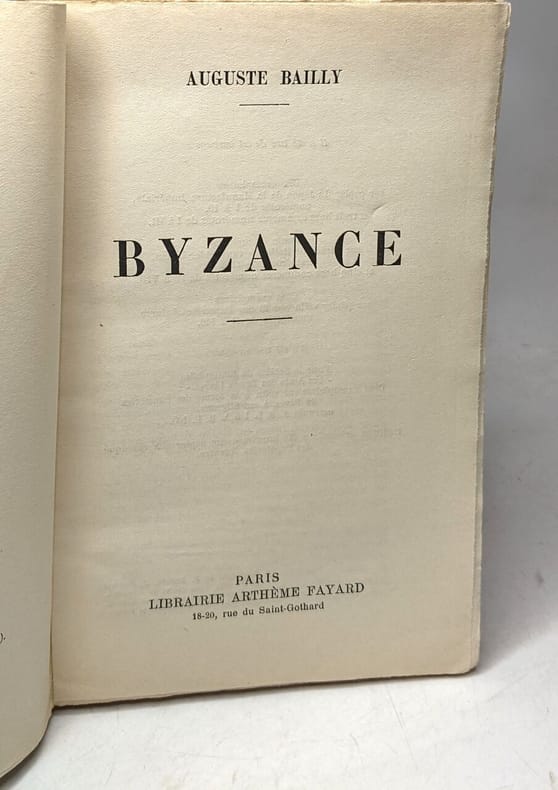 AUGUSTE BAILLY
BYZANCE
PARIS
LIBRAIRIE ARTHÈME FAYARD
18-20, rue du Saint-Gothard
).